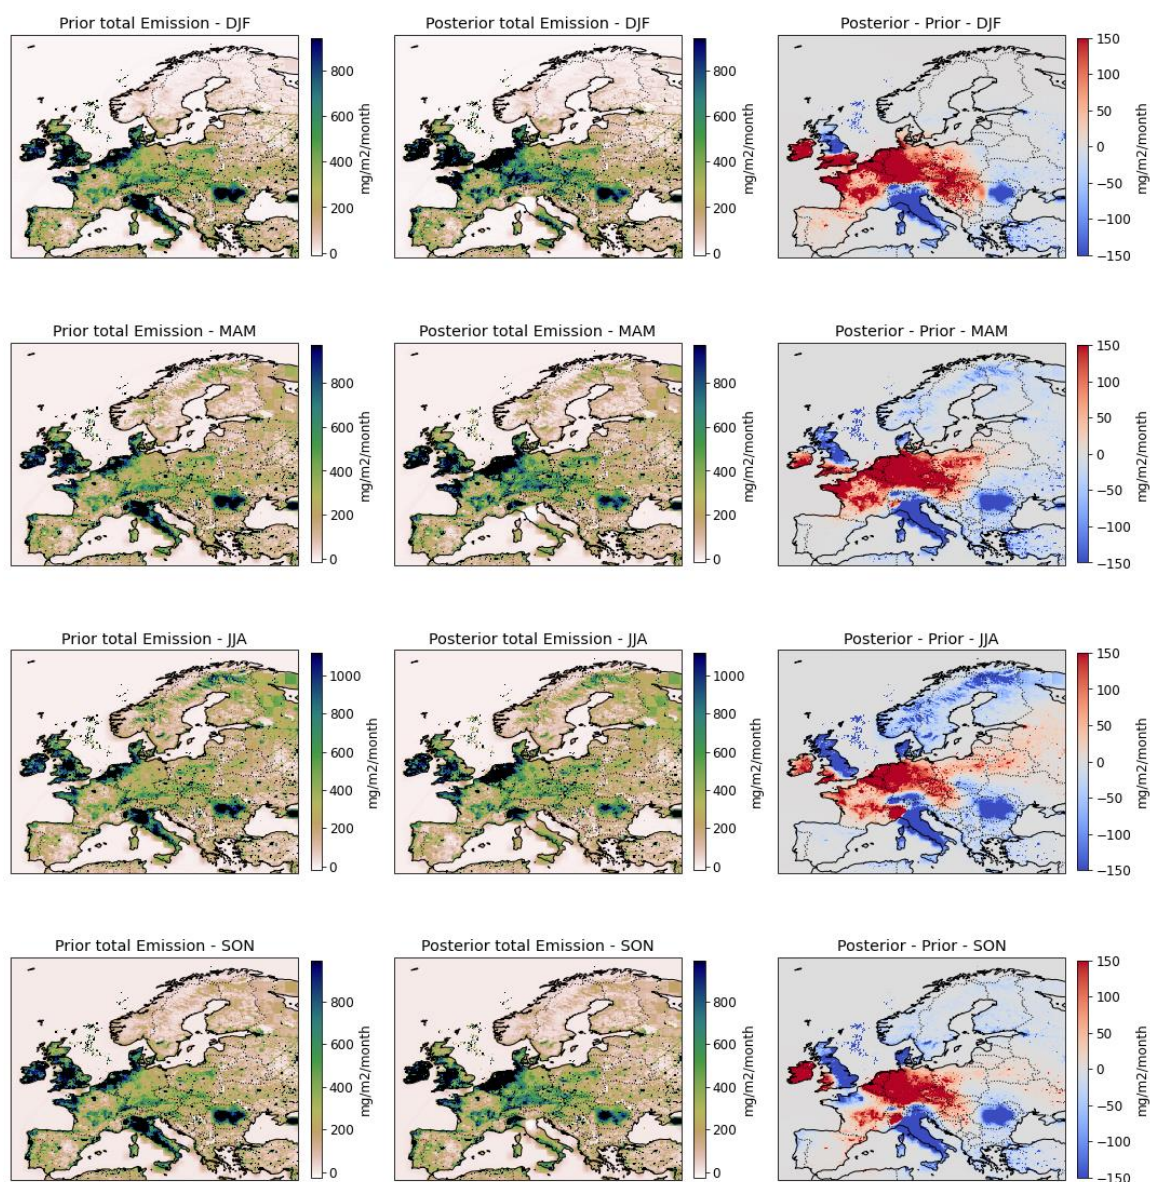 Prior total Emission - DJF
Posterior total Emission - DJF
Posterior - Prior - DJF
800
600
400
200
0
mg/m2/month
800
600
400
200
0
mg/m2/month
150
100
50
0
−50
−100
−150
mg/m2/month
Prior total Emission - MAM
Posterior total Emission - MAM
Posterior - Prior - MAM
800
600
400
200
0
mg/m2/month
800
600
400
200
0
mg/m2/month
150
100
50
0
−50
−100
−150
mg/m2/month
Prior total Emission - JJA
Posterior total Emission - JJA
Posterior - Prior - JJA
1000
800
600
400
200
0
mg/m2/month
1000
800
600
400
200
0
mg/m2/month
150
100
50
0
−50
−100
−150
mg/m2/month
Prior total Emission - SON
Posterior total Emission - SON
Posterior - Prior - SON
800
600
400
200
0
mg/m2/month
800
600
400
200
0
mg/m2/month
150
100
50
0
−50
−100
−150
mg/m2/month